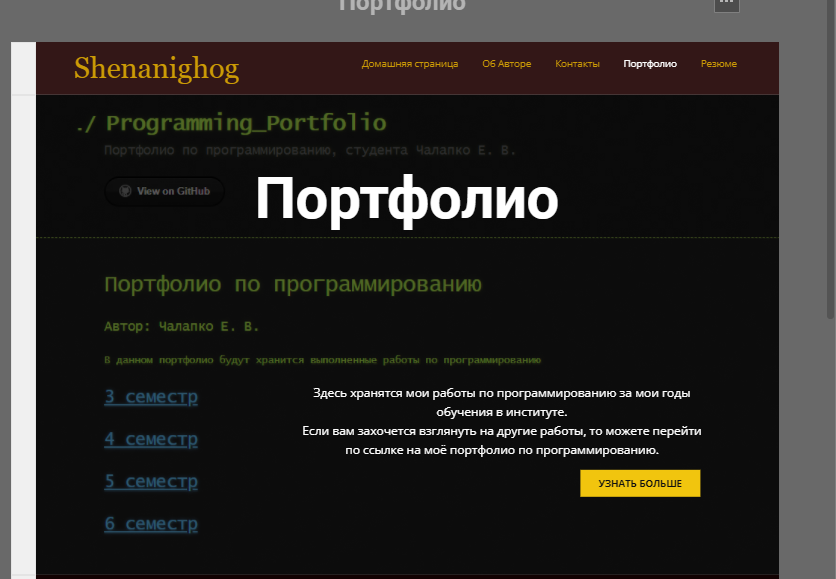 Портфолио
Shenanighog
Домашняя страница Об Авторе Контакты Портфолио Резюме
./ Programming_Portfolio
Портфолио по программированию, студента Чалапко Е. В.
View on GitHub
Портфолио
Портфолио по программированию
Автор: Чалапко Е. В.
В данном портфолио будут хранится выполненные работы по программированию
3 семестр
4 семестр
5 семестр
6 семестр
Здесь хранятся мои работы по программированию за мои годы
обучения в институте.
Если вам захочется взглянуть на другие работы, то можете перейти
по ссылке на моё портфолио по программированию.
УЗНАТЬ БОЛЬШЕ